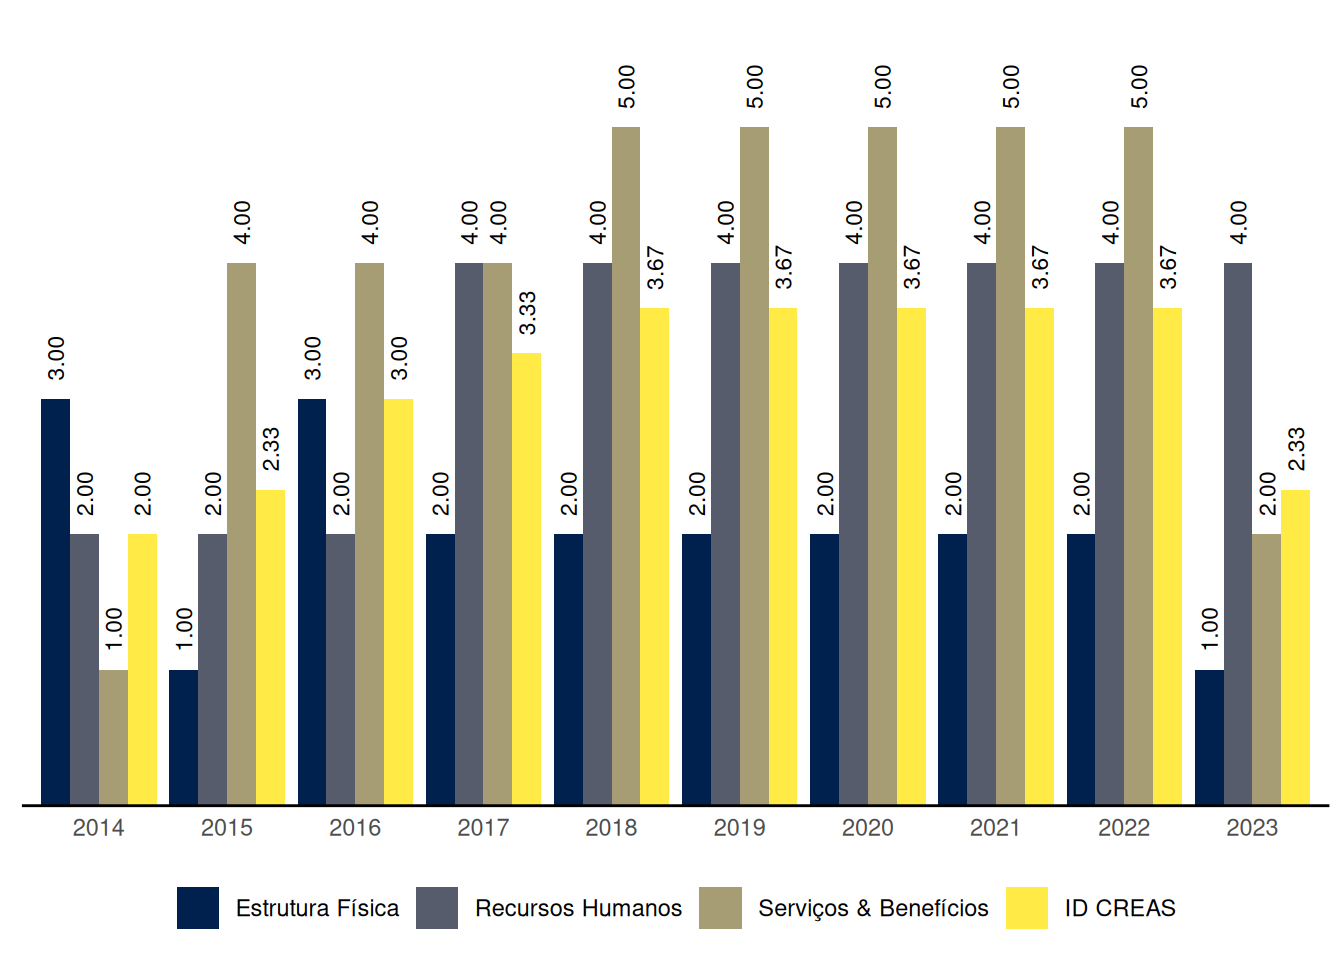 5.00 5.00 5.00 5.00 5.00
4.00 4.00 4.00 4.00 4.00 4.00 4.00 4.00 4.00 4.00
3.67 3.67 3.67 3.67 3.67
3.33
3.00 3.00 3.00
2.33 2.33
2.00 2.00 2.00 2.00 2.00 2.00 2.00 2.00 2.00 2.00 2.00
1.00 1.00 1.00
2014 2015 2016 2017 2018 2019 2020 2021 2022 2023
Estrutura Física Recursos Humanos Serviços & Benefícios ID CREAS